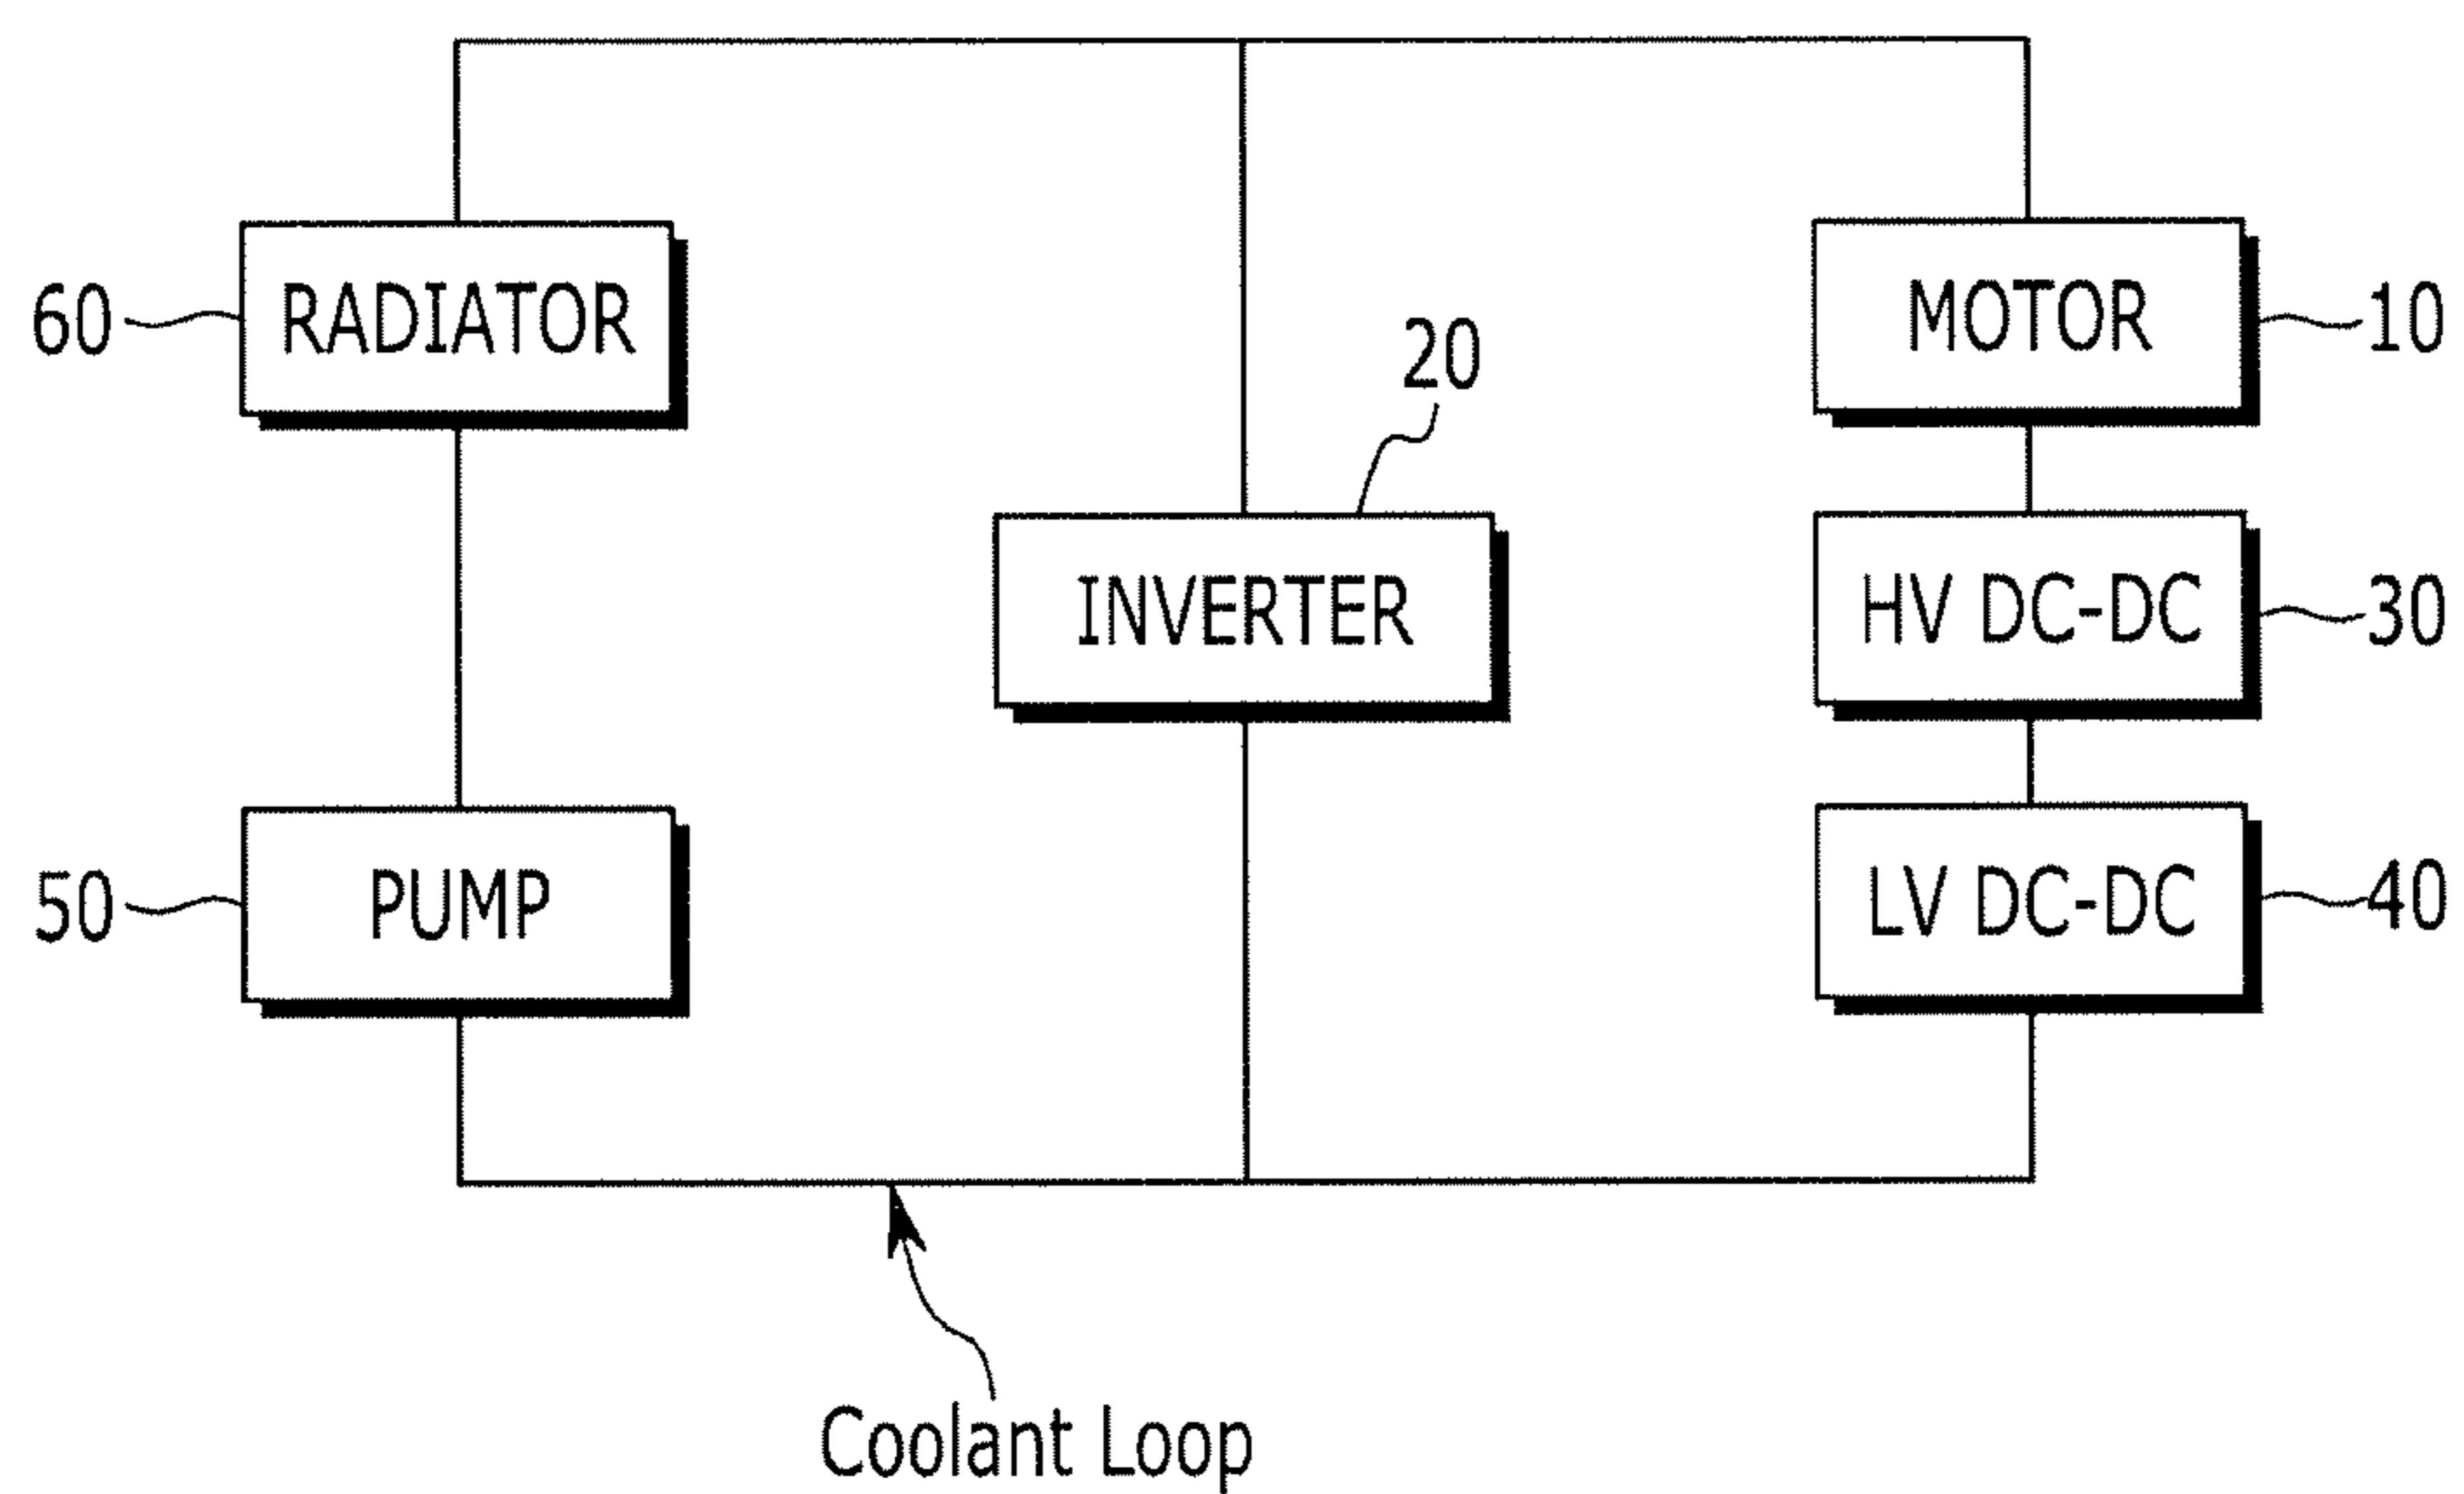 60
RADIATOR
MOTOR
10
20
INVERTER
HV DC-DC
30
50
PUMP
LV DC-DC
40
Coolant Loop